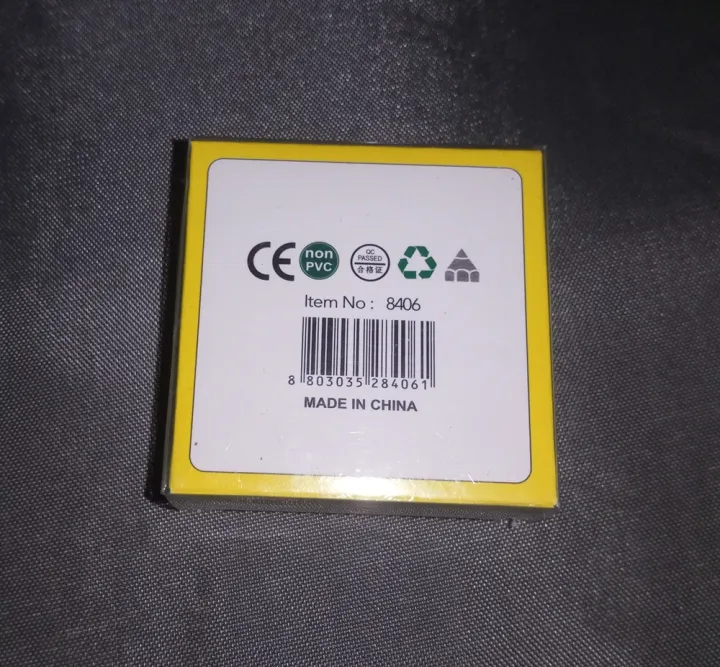 CE
non
PVC
QC
PASSED
合格证
Item No : 8406
8 803035 284061
MADE IN CHINA